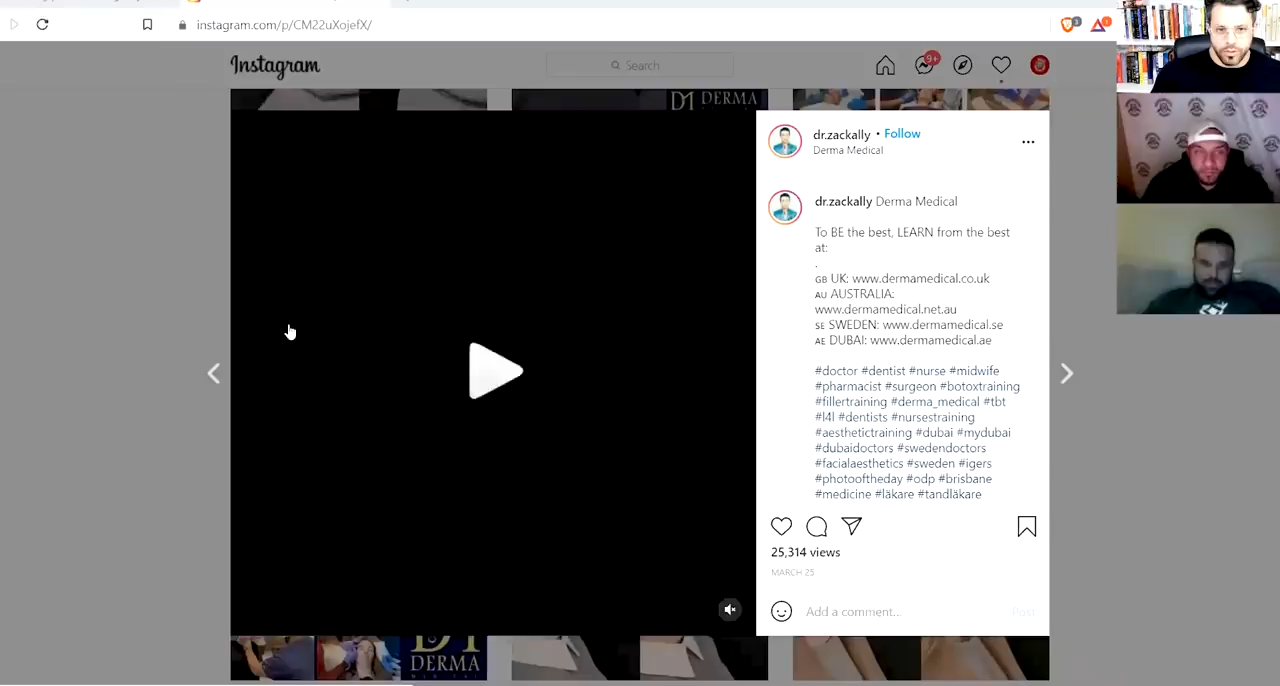 instagram.com/p/CM22uXojefX/
Instagram
Search
9+
DERMA
dr.zackally • Follow
Derma Medical
dr.zackally Derma Medical
To BE the best, LEARN from the best
at:
.
GB UK: www.dermamedical.co.uk
AU AUSTRALIA:
www.dermamedical.net.au
SE SWEDEN: www.dermamedical.se
AE DUBAI: www.dermamedical.ae
#doctor #dentist #nurse #midwife
#pharmacist #surgeon #botoxtraining
#fillertraining #derma_medical #tbt
#l4l #dentists #nursestraining
#aesthetictraining #dubai #mydubai
#dubaidoctors #swedendoctors
#facialaesthetics #sweden #igers
#photooftheday #odp #brisbane
#medicine #läkare #tandläkare
25,314 views
MARCH 25
Add a comment...
Post
DERMA